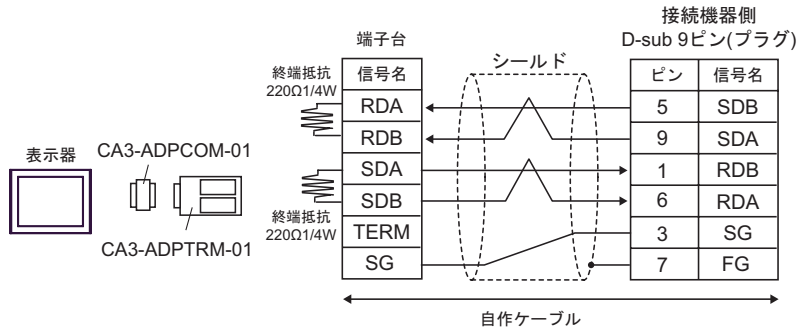 接続機器側
端子台
D-sub 9ピン(プラグ)
シールド
終端抵抗
220Ω1/4W
信号名
ピン
信号名
RDA
5
SDB
RDB
9
SDA
表示器
CA3-ADPCOM-01
SDA
1
RDB
SDB
6
RDA
終端抵抗
220Ω1/4W
TERM
3
SG
CA3-ADPTRM-01
SG
7
FG
自作ケーブル